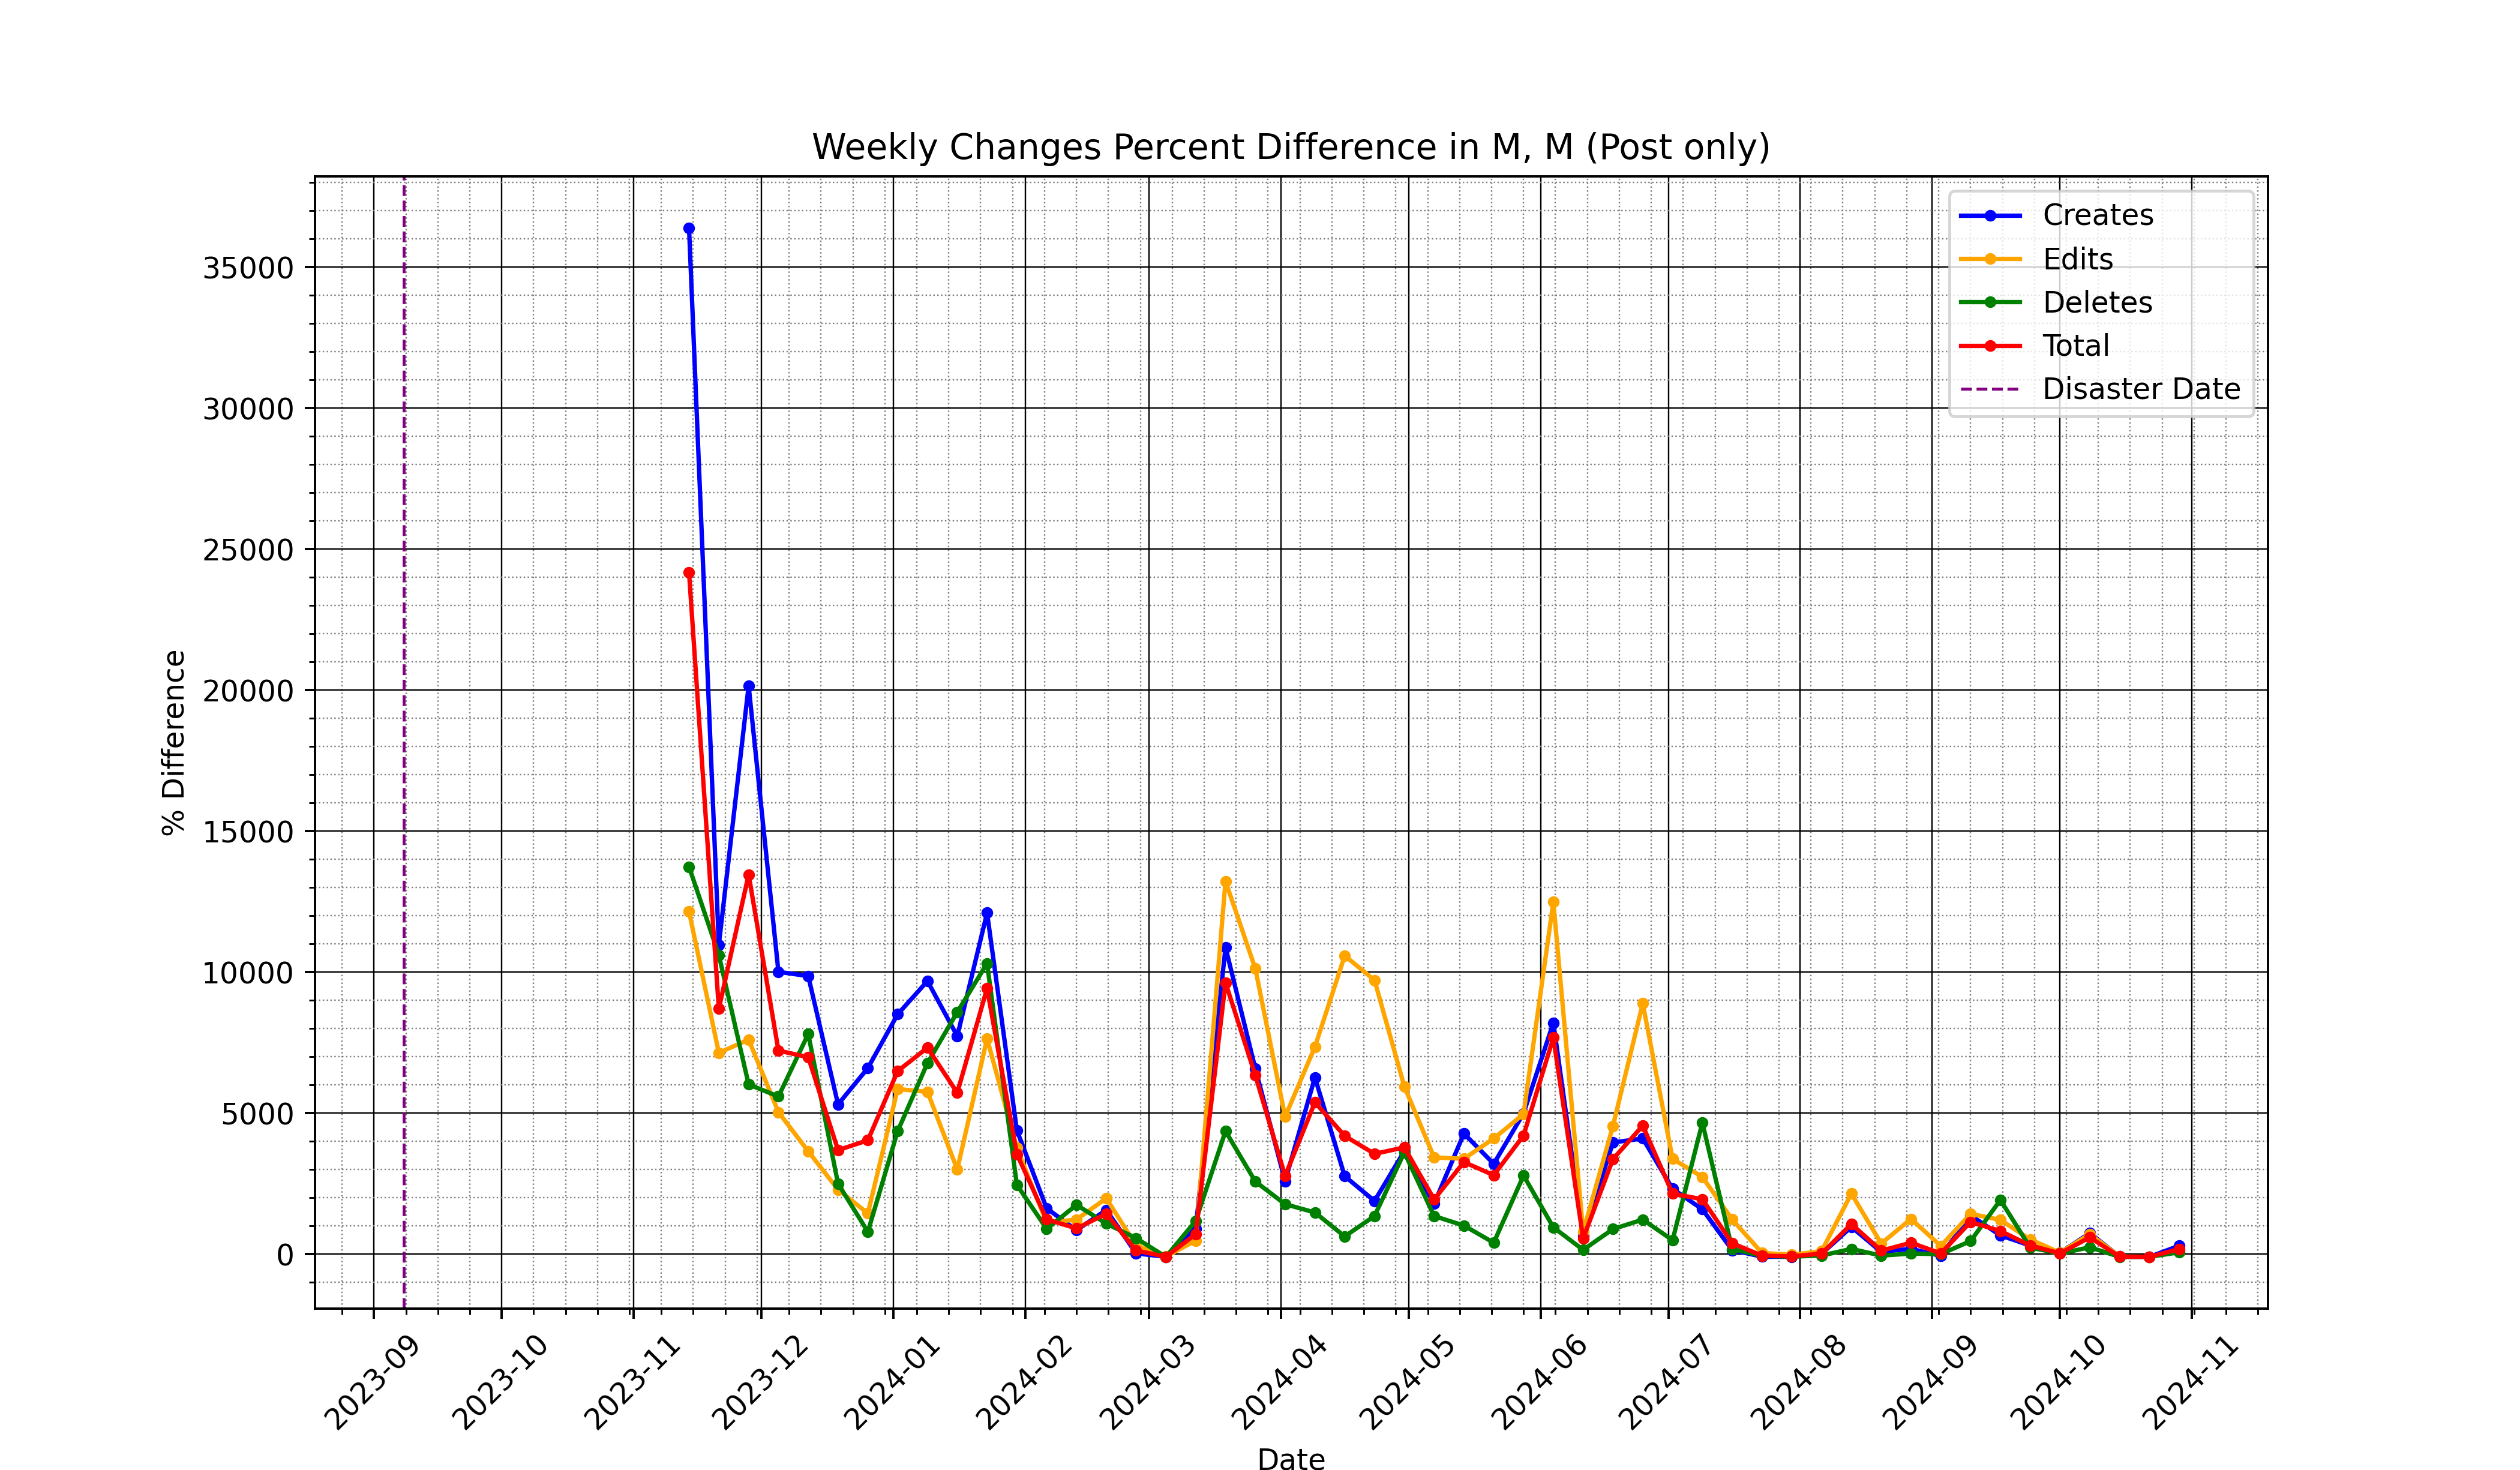 Weekly Changes Percent Difference in M, M (Post only)
Creates
Edits
Deletes
Total
Disaster Date
% Difference
35000
30000
25000
20000
15000
10000
5000
0
2023-09
2023-10
2023-11
2023-12
2024-01
2024-02
2024-03
2024-04
2024-05
2024-06
2024-07
2024-08
2024-09
2024-10
2024-11
Date